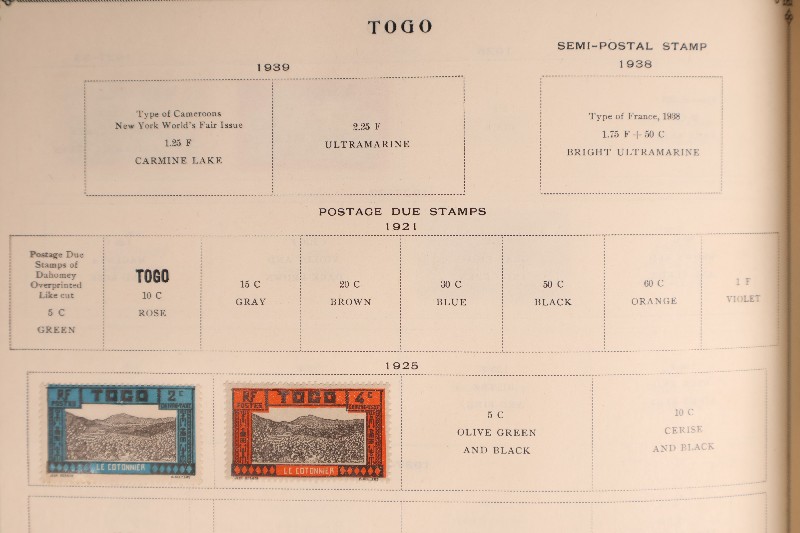 TOGO
SEMI-POSTAL STAMP
1939
1938
Type of Cameroons
New York World's Fair Issue
1.25 F
CARMINE LAKE
2.25 F
ULTRAMARINE
Type of France, 1938
1.75 F + 50 C
BRIGHT ULTRAMARINE
POSTAGE DUE STAMPS
1921
Postage Due
Stamps of
Dahomey
Overprinted
Like cut
5 C
GREEN
TOGO
10 C
ROSE
15 C
GRAY
20 C
BROWN
30 C
BLUE
50 C
BLACK
60 C
ORANGE
1 F
VIOLET
1925
RF TOGO 2c
POSTES
LE COTONNIER
RF TOGO 4c
POSTES
LE COTONNIER
5 C
OLIVE GREEN
AND BLACK
10 C
CERISE
AND BLACK